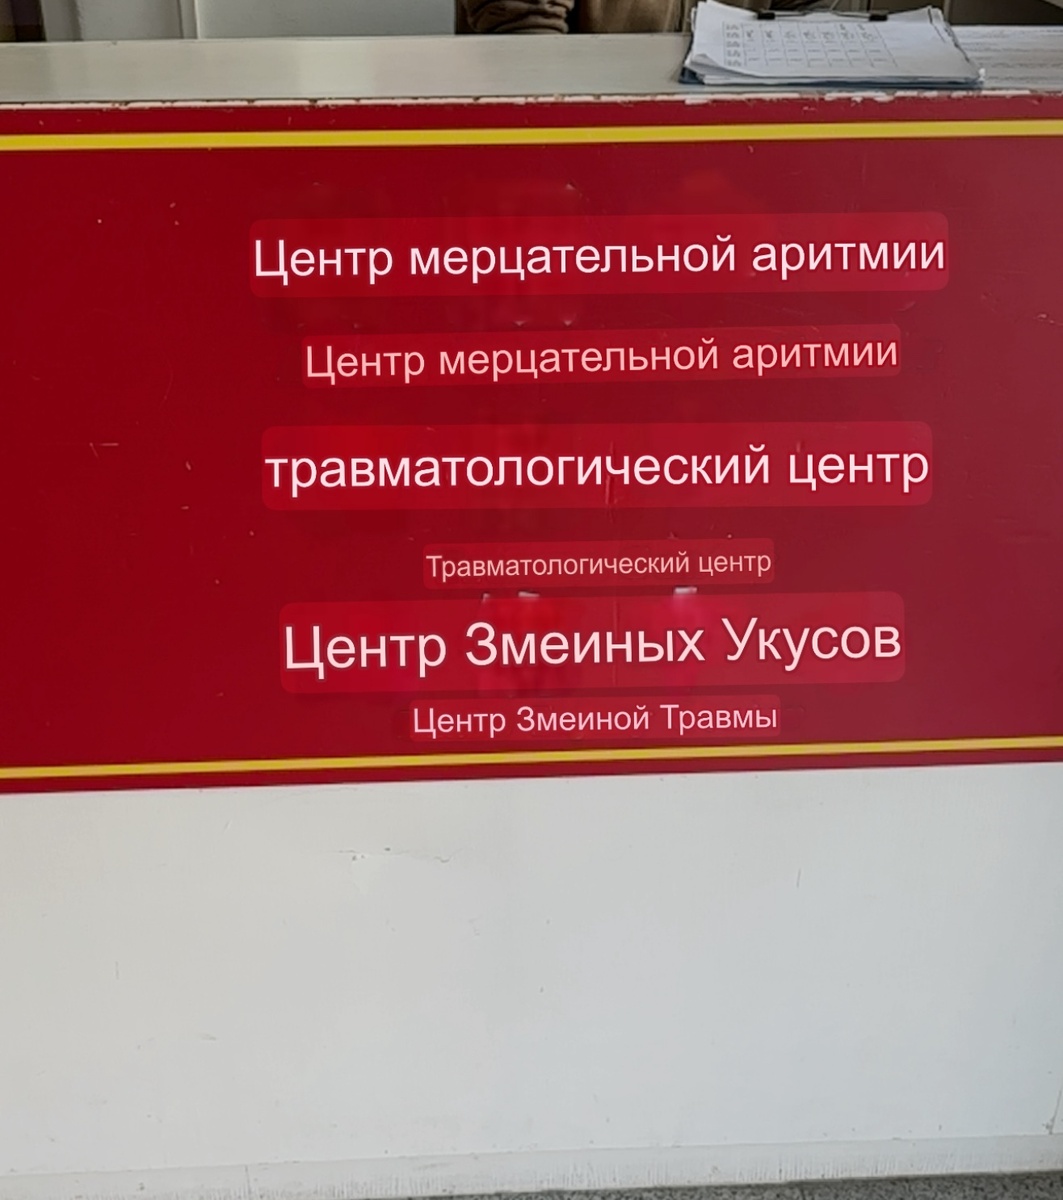 Центр мерцательной аритмии
Центр мерцательной аритмии
травматологический центр
Травматологический центр
Центр Змеиных Укусов
Центр Змеиной Травмы